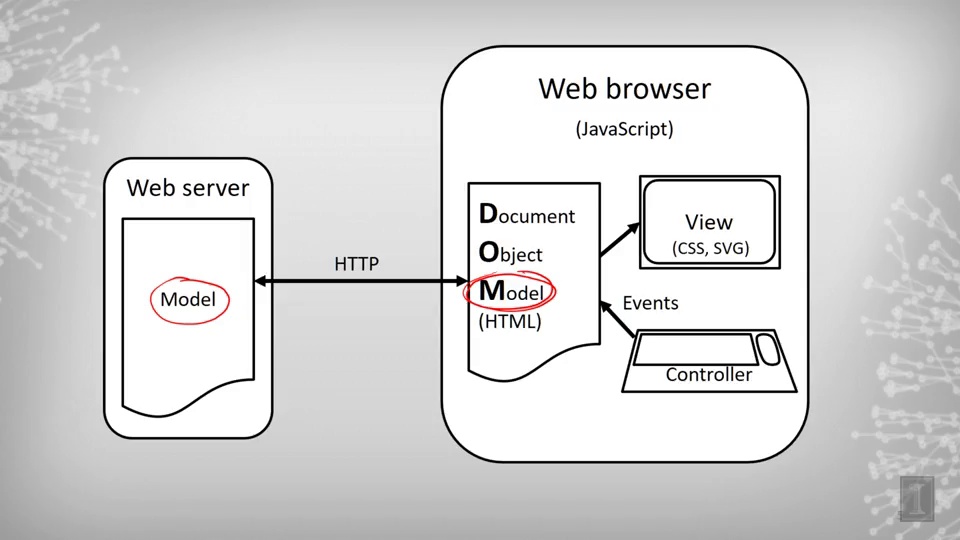 Web server
Model
HTTP
Web browser
(JavaScript)
Document
Object
Model
(HTML)
View
(CSS, SVG)
Events
Controller
I